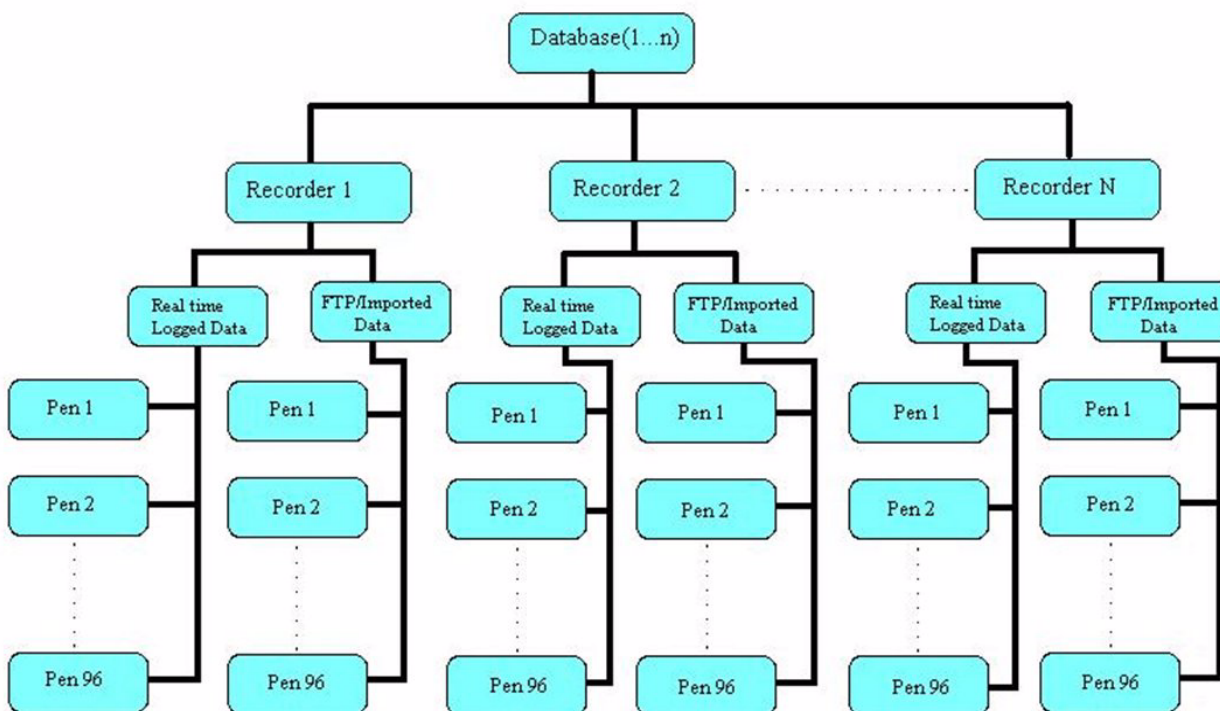 Database(1...n)
Recorder 1
Recorder 2
Recorder N
Real time
Logged Data
FTP/Imported
Data
Real time
Logged Data
FTP/Imported
Data
Real time
Logged Data
FTP/Imported
Data
Pen 1
Pen 1
Pen 1
Pen 1
Pen 1
Pen 1
Pen 2
Pen 2
Pen 2
Pen 2
Pen 2
Pen 2
Pen 96
Pen 96
Pen 96
Pen 96
Pen 96
Pen 96